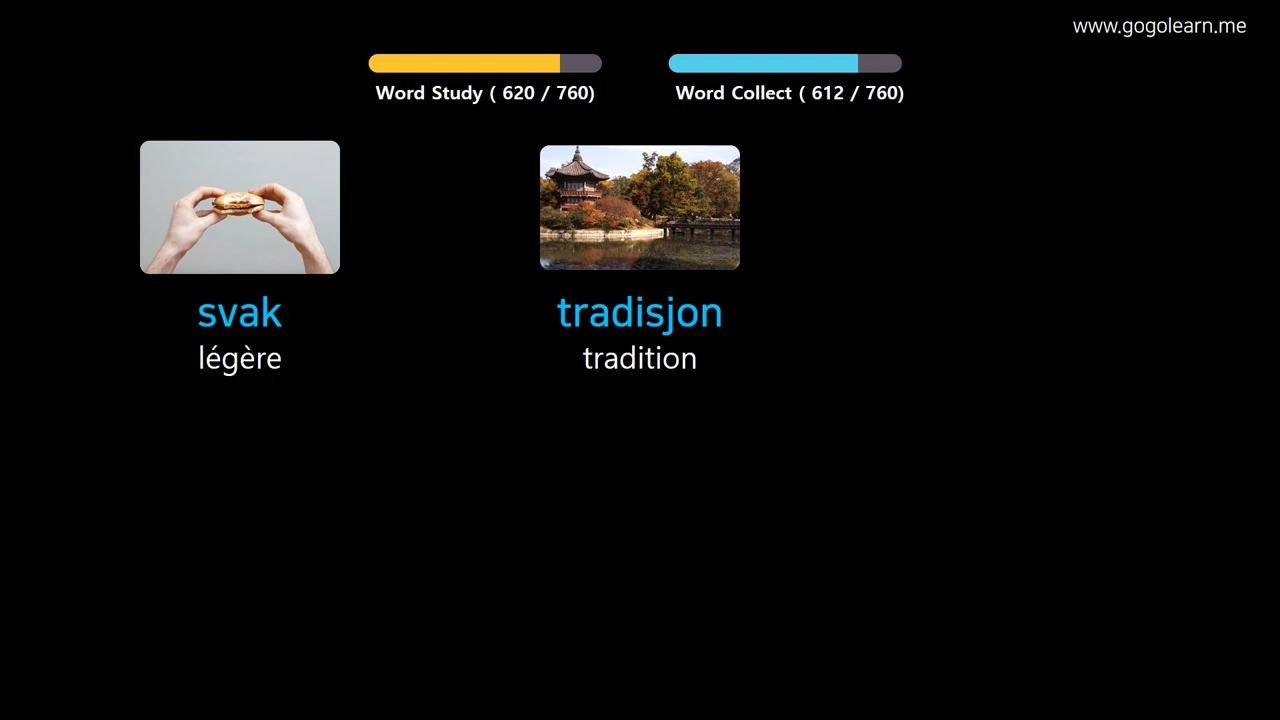 www.gogolearn.me
Word Study ( 620 / 760)
Word Collect ( 612 / 760)
svak
légère
tradisjon
tradition